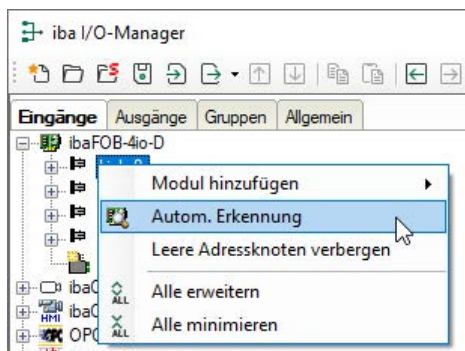 iba I/O-Manager
Eingänge Ausgänge Gruppen Allgemein
ibaFOB-4io-D
Modul hinzufügen
Autom. Erkennung
Leere Adressknoten verbergen
ALL Alle erweitern
HMI
ALL Alle minimieren